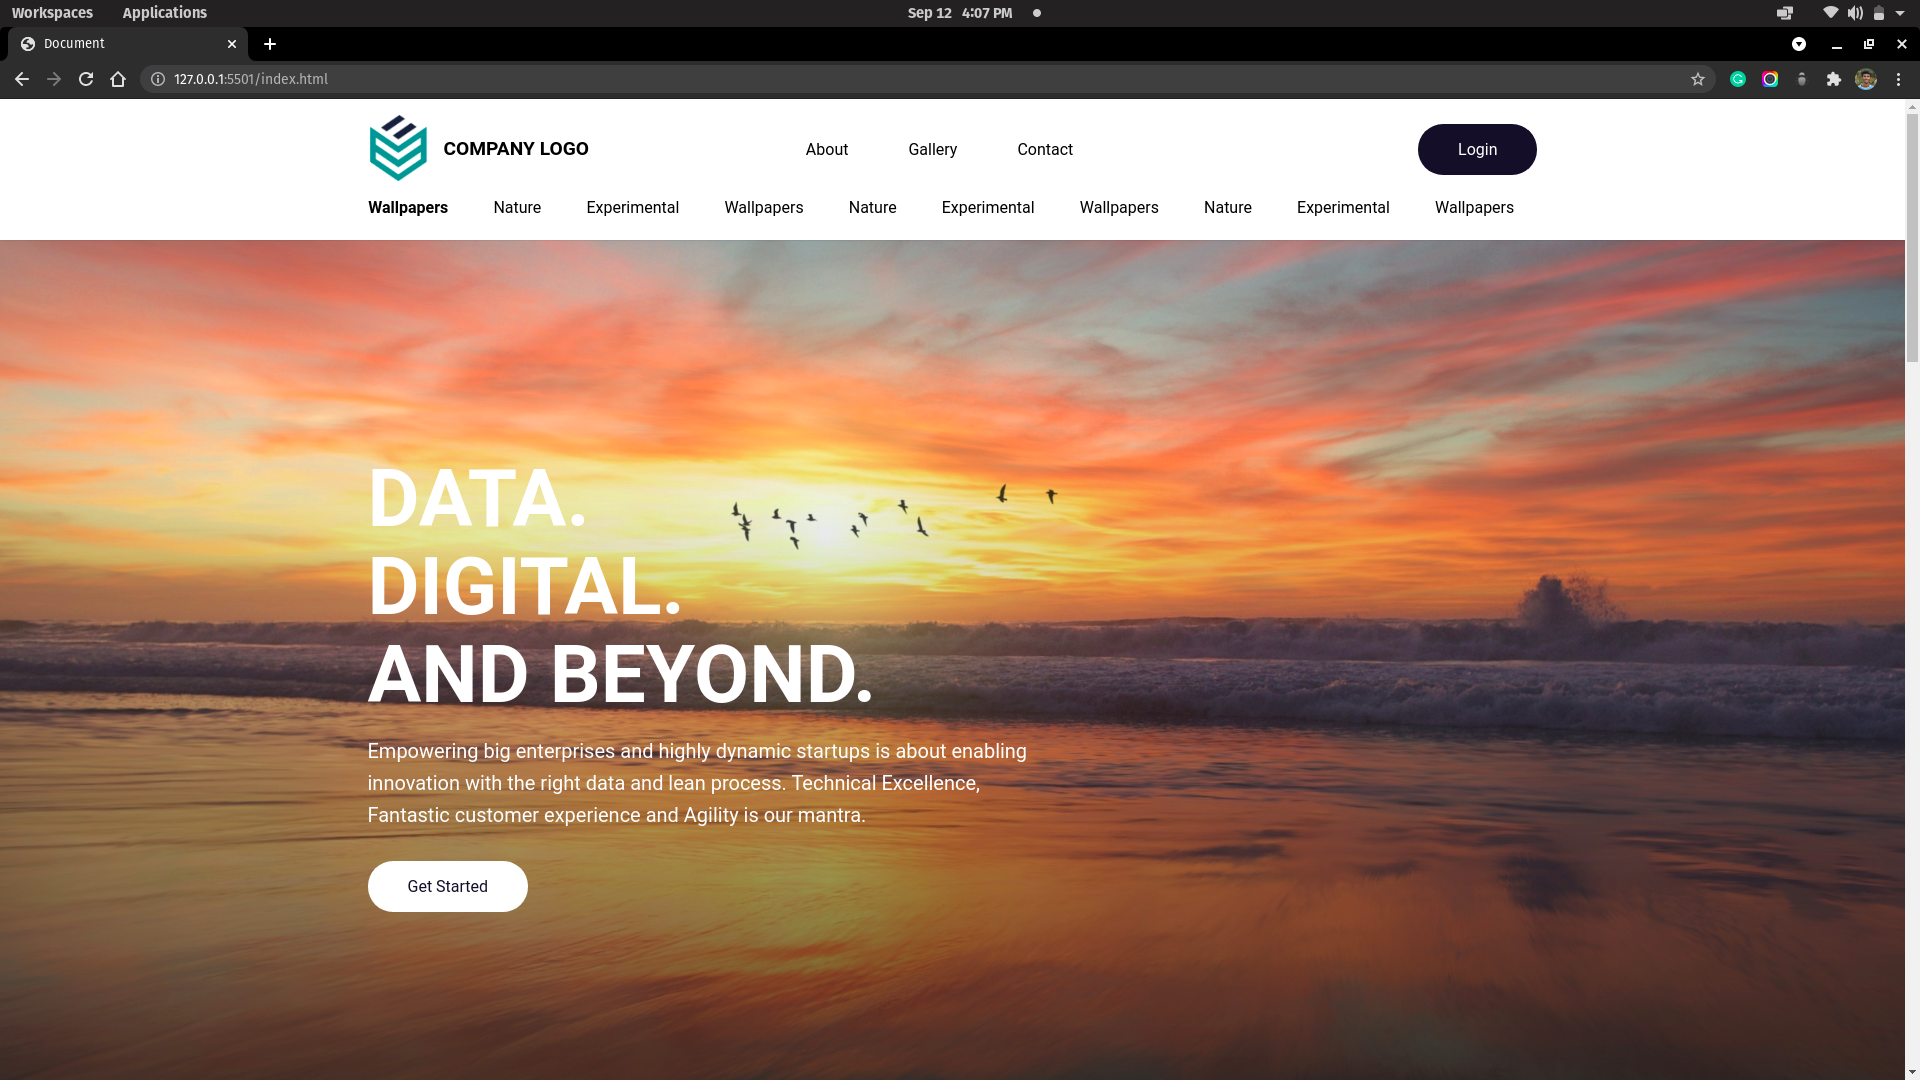 Workspaces Applications Sep 12 4:07 PM
Document
127.0.0.1:5501/index.html
COMPANY LOGO About Gallery Contact Login
Wallpapers Nature Experimental Wallpapers Nature Experimental Wallpapers Nature Experimental Wallpapers
DATA.
DIGITAL.
AND BEYOND.
Empowering big enterprises and highly dynamic startups is about enabling
innovation with the right data and lean process. Technical Excellence,
Fantastic customer experience and Agility is our mantra.
Get Started